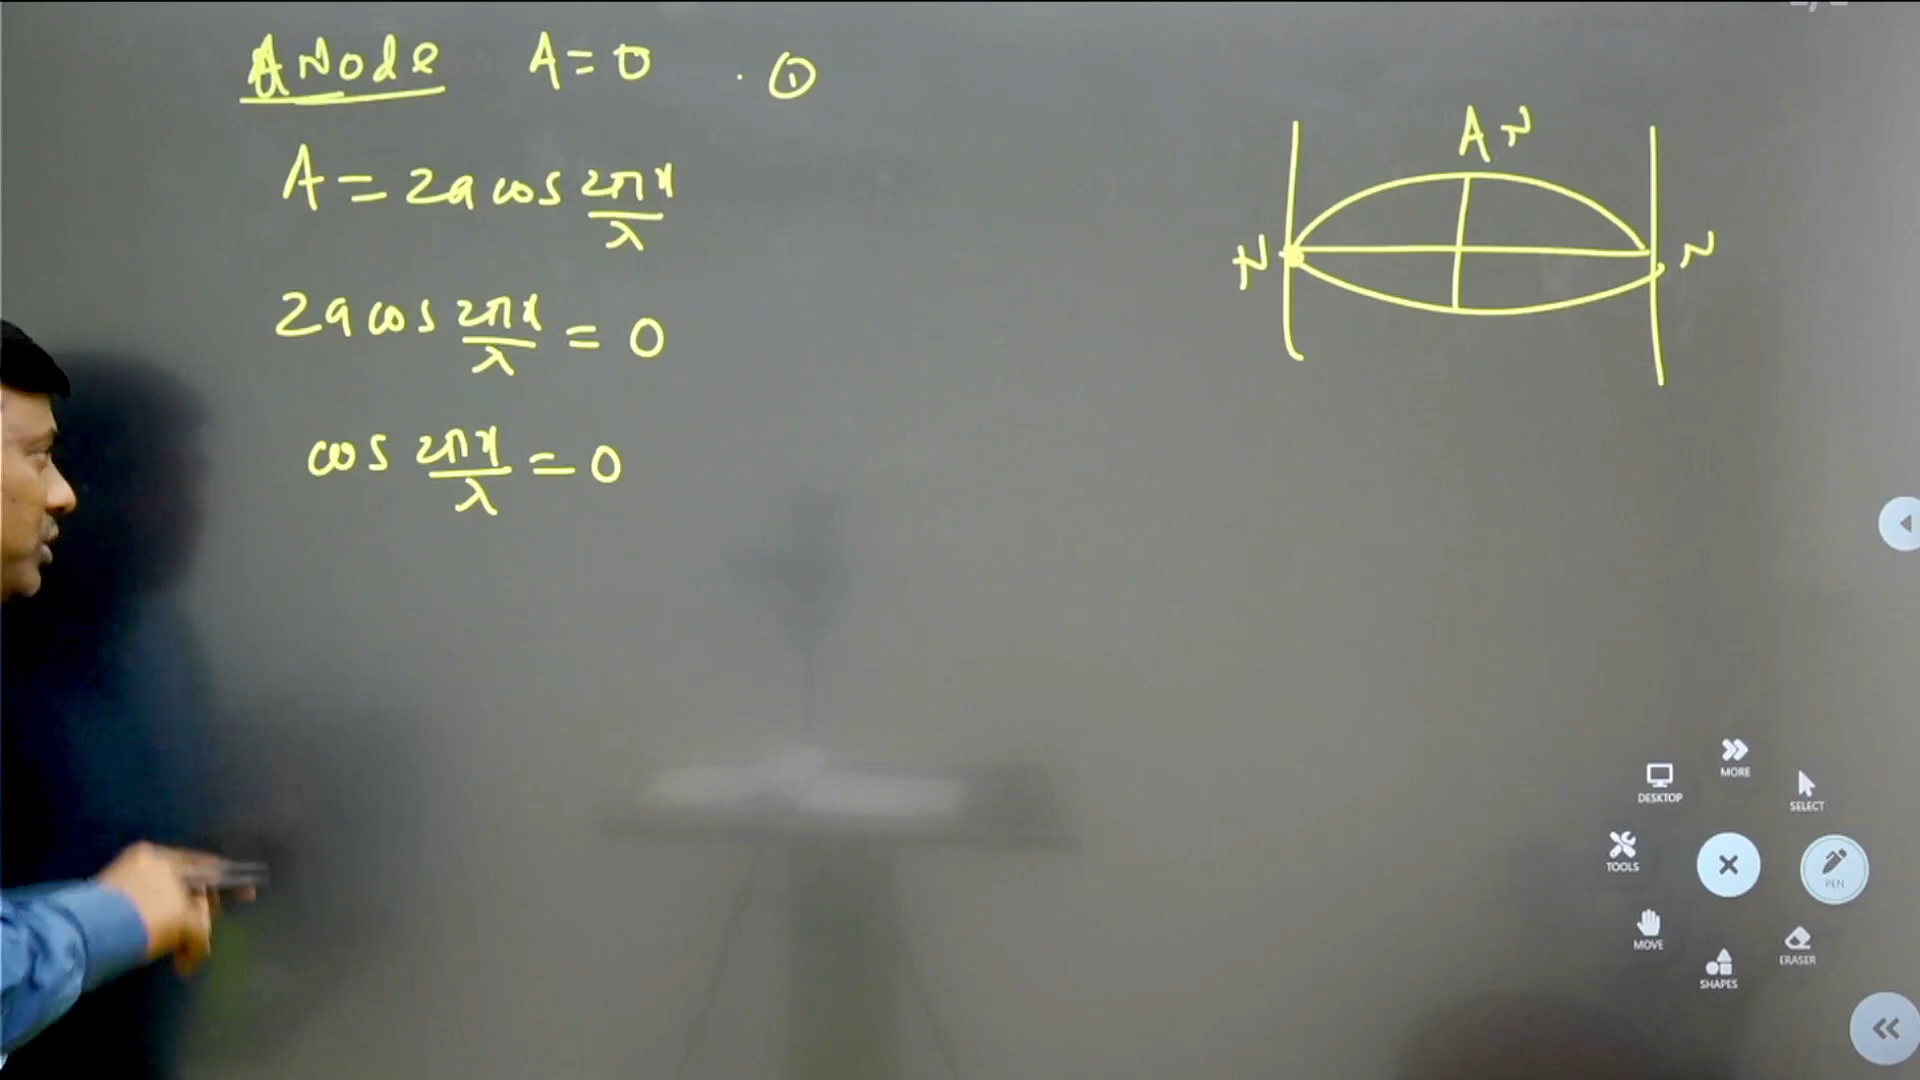 Node A = 0 . ①
A = 2a cos 2πx/λ
2a cos 2πx/λ = 0
cos 2πx/λ = 0
AN
N N
MORE
DESKTOP
SELECT
TOOLS
PEN
MOVE
ERASER
SHAPES